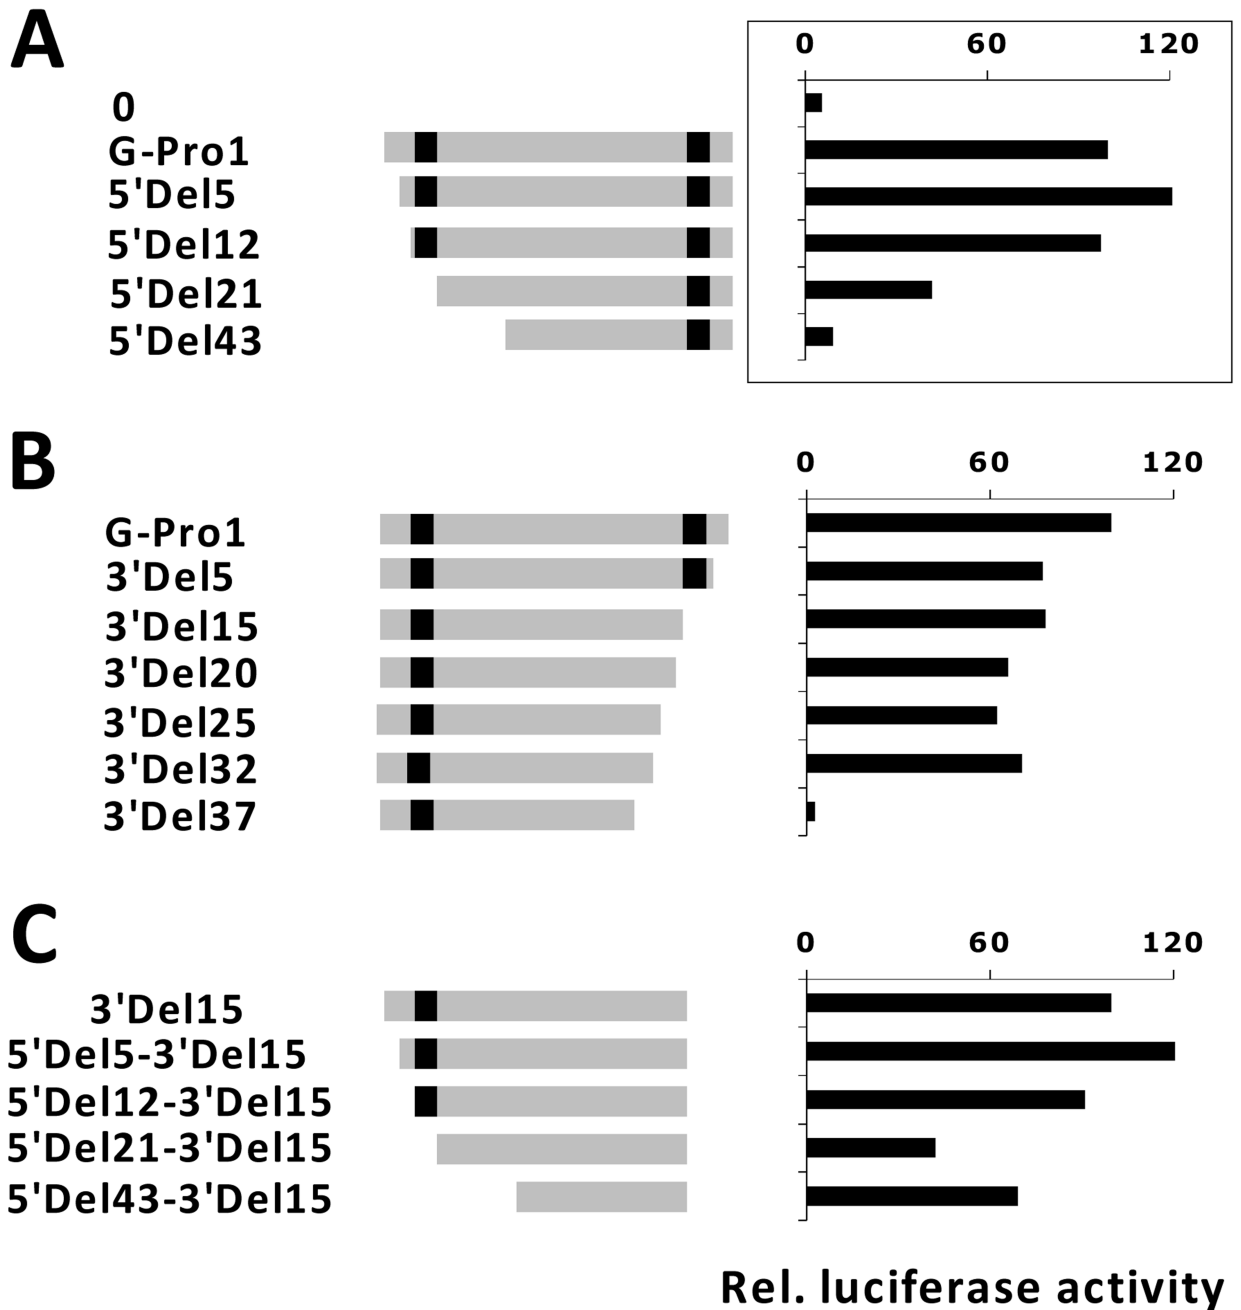 A
0 60 120
0
G-Pro1
5'Del5
5'Del12
5'Del21
5'Del43
B
0 60 120
G-Pro1
3'Del5
3'Del15
3'Del20
3'Del25
3'Del32
3'Del37
C
0 60 120
3'Del15
5'Del5-3'Del15
5'Del12-3'Del15
5'Del21-3'Del15
5'Del43-3'Del15
Rel. luciferase activity